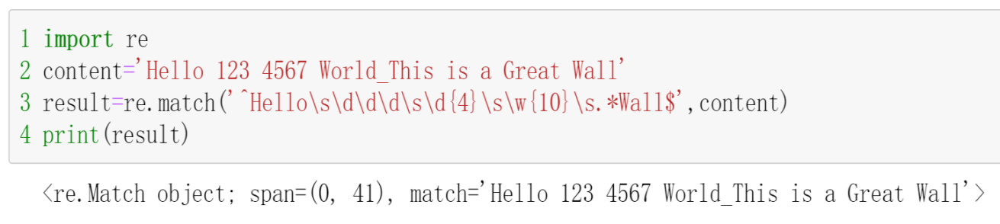 1 import re
2 content='Hello 123 4567 World_This is a Great Wall'
3 result=re.match('^Hello\s\d\d\d\s\d{4}\s\w{10}\s.*Wall$',content)
4 print(result)
<re.Match object; span=(0, 41), match='Hello 123 4567 World_This is a Great Wall'>